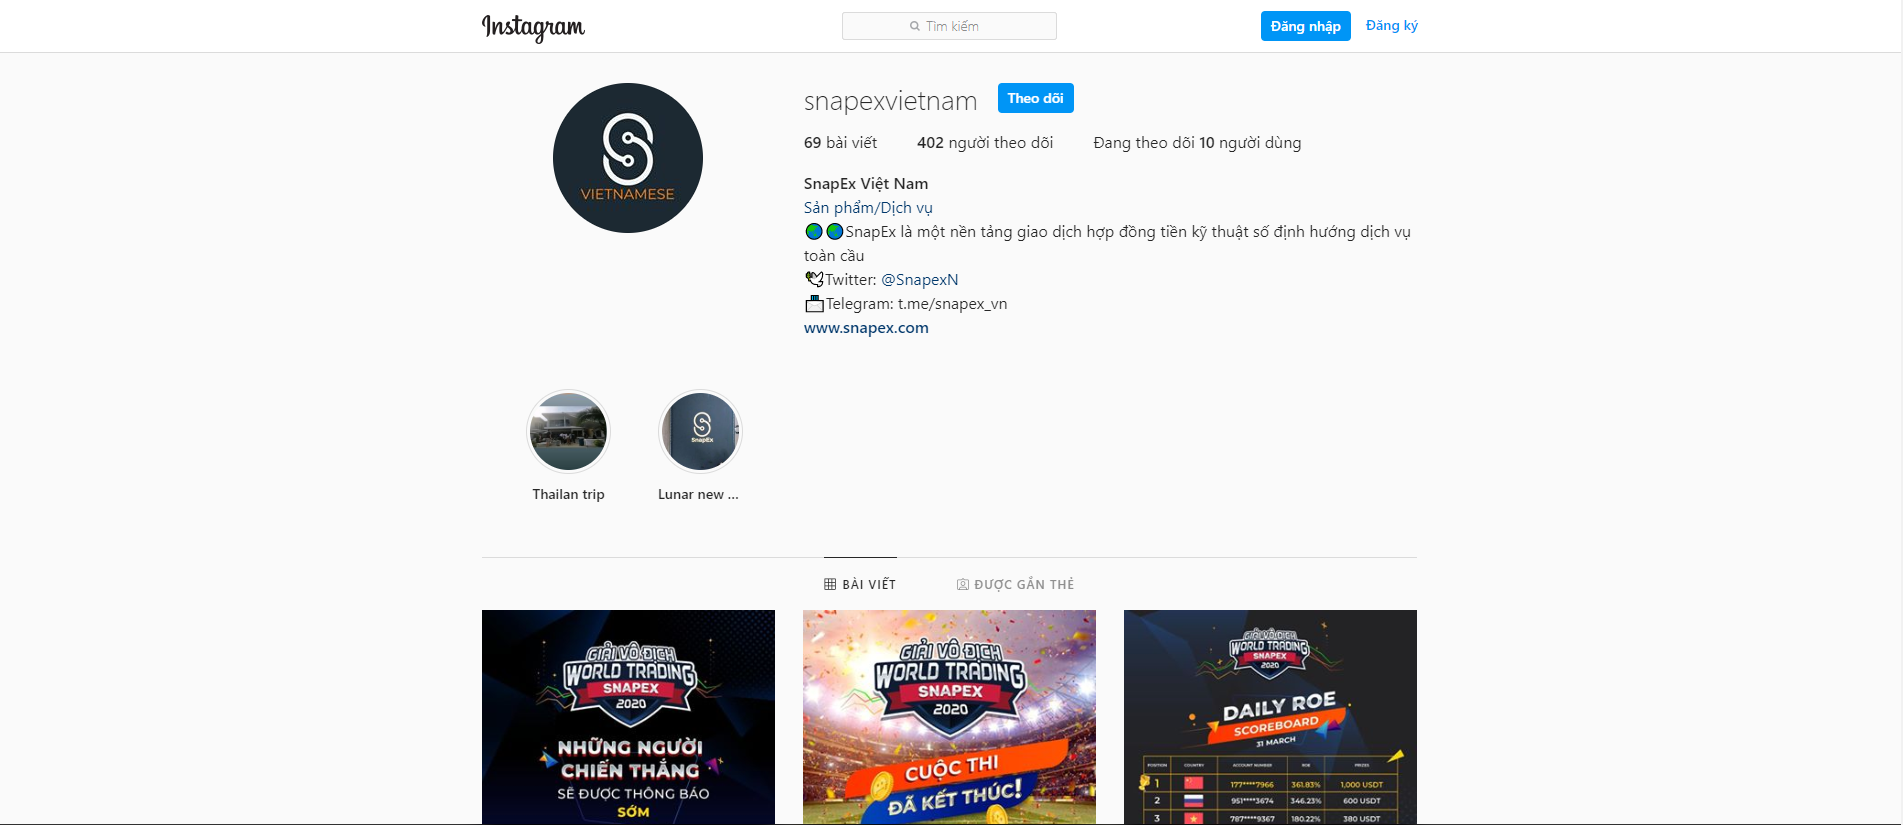 Instagram
Tìm kiếm
Đăng nhập
Đăng ký
VIETNAMESE
snapexvietnam
Theo dõi
69 bài viết
402 người theo dõi
Đang theo dõi 10 người dùng
SnapEx Việt Nam
Sản phẩm/Dịch vụ
SnapEx là một nền tảng giao dịch hợp đồng tiền kỹ thuật số định hướng dịch vụ
toàn cầu
Twitter: @SnapexN
Telegram: t.me/snapex_vn
www.snapex.com
SnapEx
Thailan trip
Lunar new ...
BÀI VIẾT
ĐƯỢC GẮN THẺ
GIẢI VÔ ĐỊCH
WORLD TRADING
SNAPEX
2020
NHỮNG NGƯỜI
CHIẾN THẮNG
SẼ ĐƯỢC THÔNG BÁO
SỚM
GIẢI VÔ ĐỊCH
WORLD TRADING
SNAPEX
2020
CUỘC THI
ĐÃ KẾT THÚC!
GIẢI VÔ ĐỊCH
WORLD TRADING
SNAPEX
2020
DAILY ROE
SCOREBOARD
31 MARCH
POSITION COUNTRY ACCOUNT NUMBER ROE PRIZES
1 177****7966 361.83% 1,000 USDT
2 951****3674 346.23% 600 USDT
3 787****9367 180.22% 380 USDT